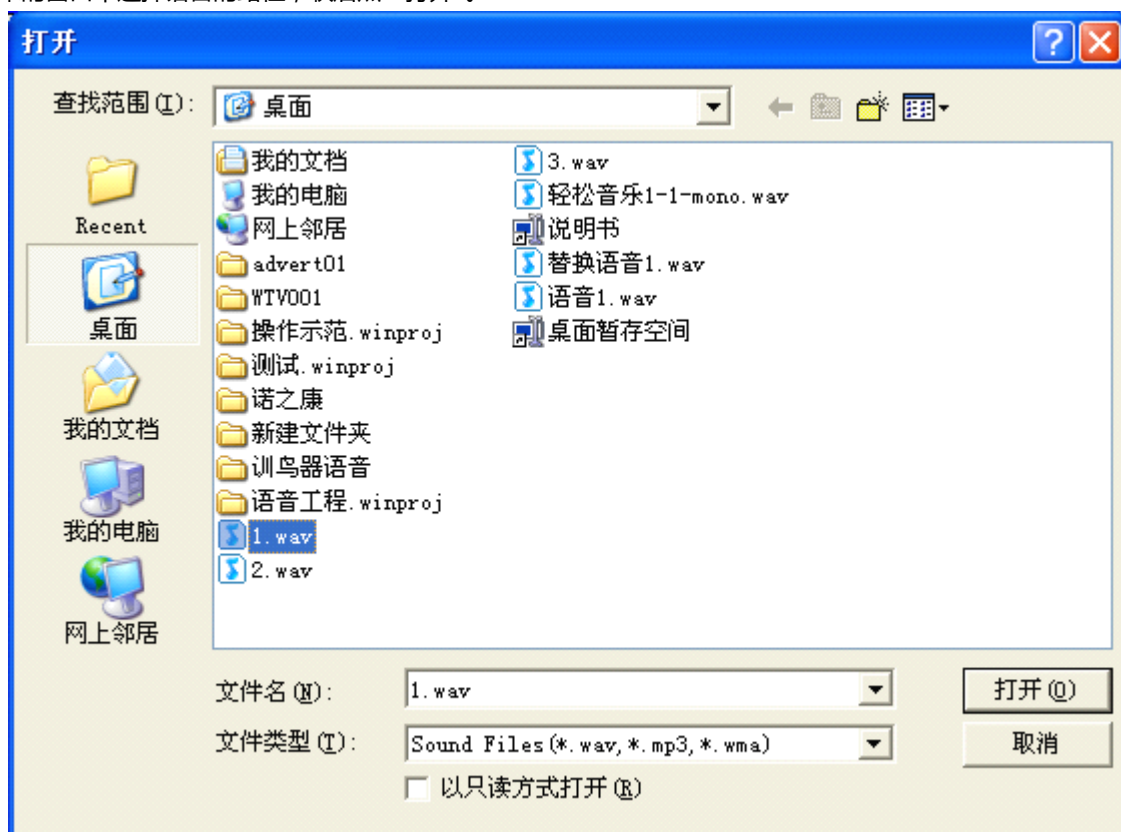 打开
查找范围(I):
桌面
Recent
桌面
我的文档
我的电脑
网上邻居
我的文档
我的电脑
网上邻居
advert01
WTV001
操作示范.winproj
测试.winproj
诺之康
新建文件夹
训鸟器语音
语音工程.winproj
1.wav
2.wav
3.wav
轻松音乐1-1-mono.wav
说明书
替换语音1.wav
语音1.wav
桌面暂存空间
文件名(N):
1.wav
打开(O)
文件类型(T):
Sound Files(*.wav,*.mp3,*.wma)
取消
以只读方式打开(R)